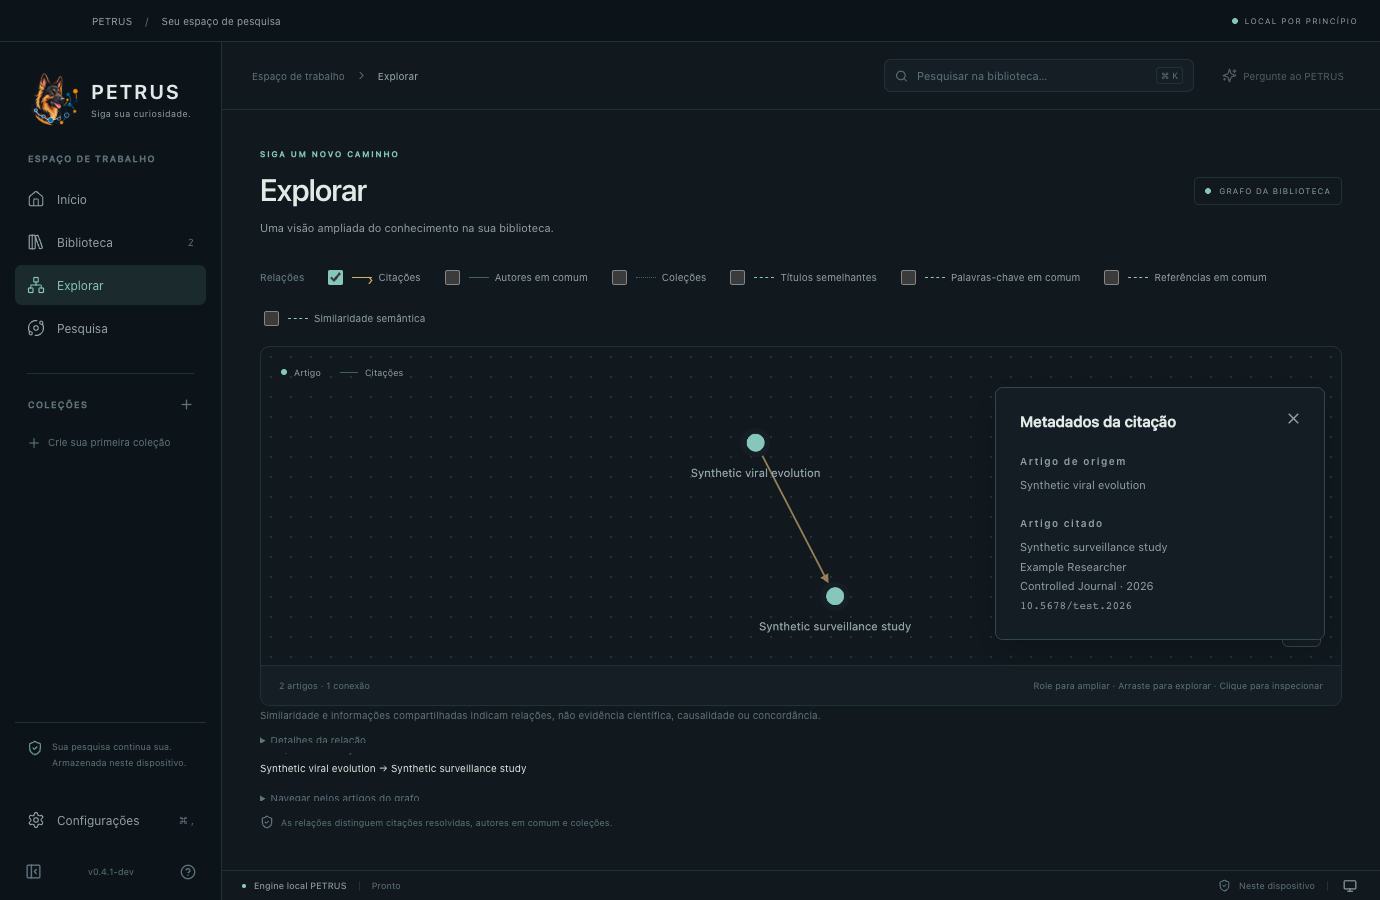 PETRUS / Seu espaço de pesquisa
LOCAL POR PRINCÍPIO
PETRUS
Siga sua curiosidade.
ESPAÇO DE TRABALHO
Início
Biblioteca 2
Explorar
Pesquisa
COLEÇÕES +
+ Crie sua primeira coleção
Sua pesquisa continua sua.
Armazenada neste dispositivo.
Configurações ⌘ ,
v0.4.1-dev
Espaço de trabalho > Explorar
Pesquisar na biblioteca... ⌘ K
Pergunte ao PETRUS
SIGA UM NOVO CAMINHO
Explorar
GRAFO DA BIBLIOTECA
Uma visão ampliada do conhecimento na sua biblioteca.
Relações Citações Autores em comum Coleções Títulos semelhantes Palavras-chave em comum Referências em comum
Similaridade semântica
Artigo Citações
Synthetic viral evolution
Synthetic surveillance study
Metadados da citação
Artigo de origem
Synthetic viral evolution
Artigo citado
Synthetic surveillance study
Example Researcher
Controlled Journal · 2026
10.5678/test.2026
2 artigos · 1 conexão
Role para ampliar · Arraste para explorar · Clique para inspecionar
Similaridade e informações compartilhadas indicam relações, não evidência científica, causalidade ou concordância.
Detalhes da relação
Synthetic viral evolution → Synthetic surveillance study
Navegar pelos artigos do grafo
As relações distinguem citações resolvidas, autores em comum e coleções.
Engine local PETRUS | Pronto
Neste dispositivo